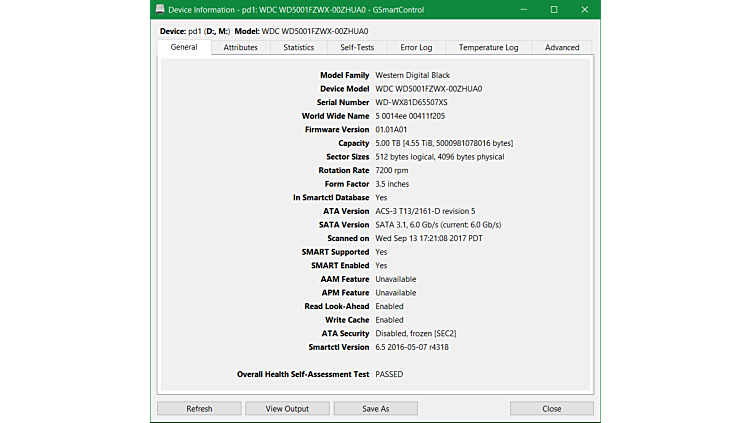 Device Information - pd1: WDC WD5001FZWX-00ZHUA0 - GSmartControl
Device: pd1 (D:, M:) Model: WDC WD5001FZWX-00ZHUA0
General Attributes Statistics Self-Tests Error Log Temperature Log Advanced
Model Family Western Digital Black
Device Model WDC WD5001FZWX-00ZHUA0
Serial Number WD-WX81D65507XS
World Wide Name 5 0014ee 00411f205
Firmware Version 01.01A01
Capacity 5.00 TB [4.55 TiB, 5000981078016 bytes]
Sector Sizes 512 bytes logical, 4096 bytes physical
Rotation Rate 7200 rpm
Form Factor 3.5 inches
In Smartctl Database Yes
ATA Version ACS-3 T13/2161-D revision 5
SATA Version SATA 3.1, 6.0 Gb/s (current: 6.0 Gb/s)
Scanned on Wed Sep 13 17:21:08 2017 PDT
SMART Supported Yes
SMART Enabled Yes
AAM Feature Unavailable
APM Feature Unavailable
Read Look-Ahead Enabled
Write Cache Enabled
ATA Security Disabled, frozen [SEC2]
Smartctl Version 6.5 2016-05-07 r4318
Overall Health Self-Assessment Test PASSED
Refresh View Output Save As Close